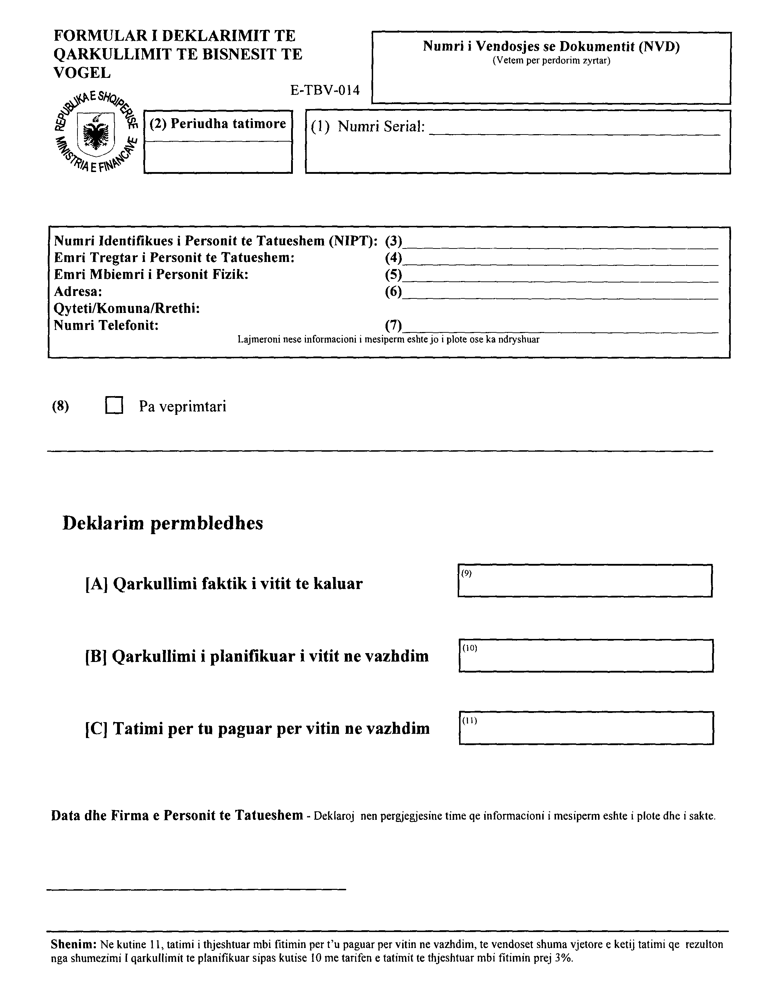 FORMULAR I DEKLARIMIT TE
QARKULLIMIT TE BISNESIT TE
VOGEL
E-TBV-014
Numri i Vendosjes se Dokumentit (NVD)
(Vetem per perdorim zyrtar)
REPUBLIKA E SHQIPERISE
MINISTRIA E FINANCAVE
(2) Periudha tatimore
(1) Numri Serial:
Numri Identifikues i Personit te Tatueshem (NIPT): (3)
Emri Tregtar i Personit te Tatueshem: (4)
Emri Mbiemri i Personit Fizik: (5)
Adresa: (6)
Qyteti/Komuna/Rrethi:
Numri Telefonit: (7)
Lajmeroni nese informacioni i mesiperm eshte jo i plote ose ka ndryshuar
(8) Pa veprimtari
Deklarim permbledhes
[A] Qarkullimi faktik i vitit te kaluar (9)
[B] Qarkullimi i planifikuar i vitit ne vazhdim (10)
[C] Tatimi per tu paguar per vitin ne vazhdim (11)
Data dhe Firma e Personit te Tatueshem - Deklaroj nen pergjegjesine time qe informacioni i mesiperm eshte i plote dhe i sakte.
Shenim: Ne kutine 11, tatimi i thjeshtuar mbi fitimin per t'u paguar per vitin ne vazhdim, te vendoset shuma vjetore e ketij tatimi qe rezulton
nga shumezimi I qarkullimit te planifikuar sipas kutise 10 me tarifen e tatimit te thjeshtuar mbi fitimin prej 3%.